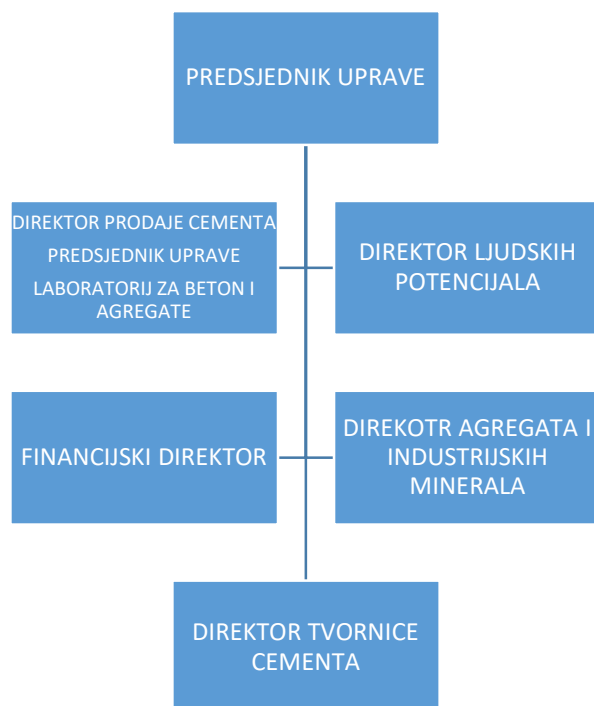 PREDSJEDNIK UPRAVE
DIREKTOR PRODAJE CEMENTA
PREDSJEDNIK UPRAVE
LABORATORIJ ZA BETON I
AGREGATE
DIREKTOR LJUDSKIH
POTENCIJALA
FINANCIJSKI DIREKTOR
DIREKOTR AGREGATA I
INDUSTRIJSKIH
MINERALA
DIREKTOR TVORNICE
CEMENTA